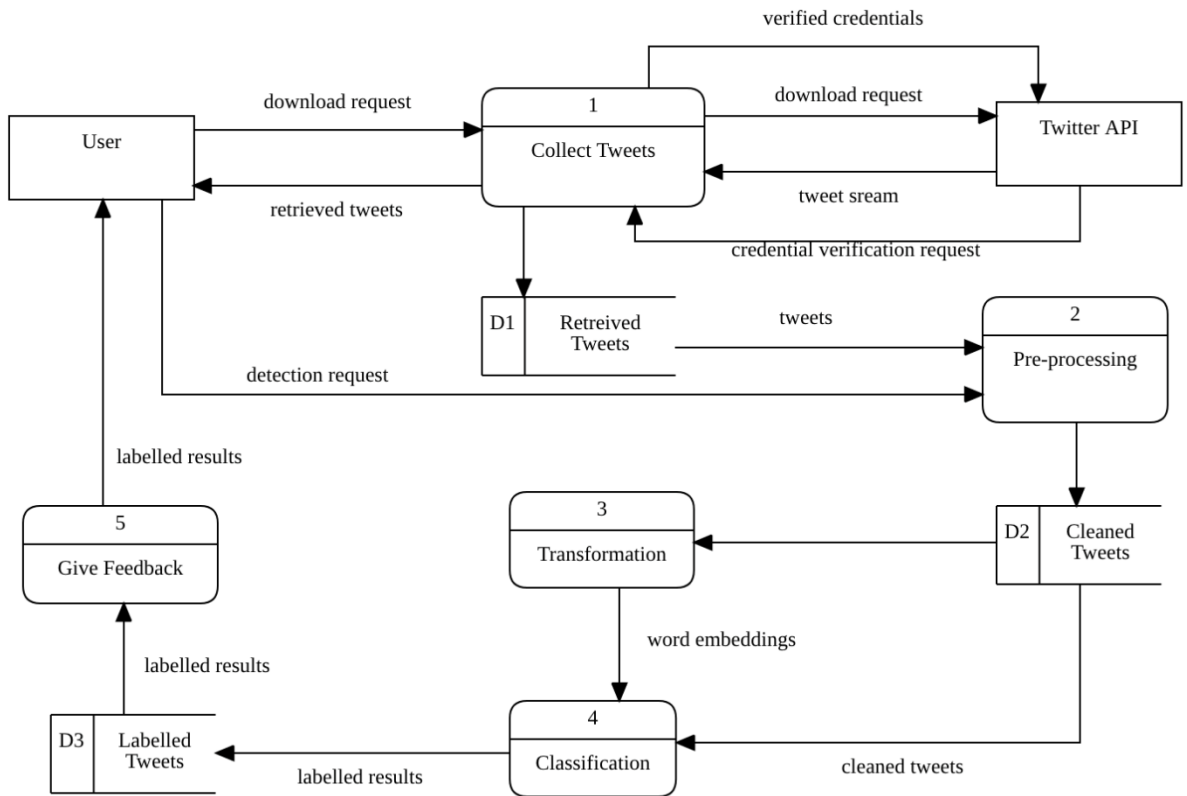 verified credentials
download request
1
download request
User
Collect Tweets
Twitter API
retrieved tweets
tweet sream
credential verification request
D1
Retreived
Tweets
tweets
2
Pre-processing
detection request
labelled results
3
Transformation
D2
Cleaned
Tweets
5
Give Feedback
word embeddings
labelled results
4
Classification
D3
Labelled
Tweets
labelled results
cleaned tweets